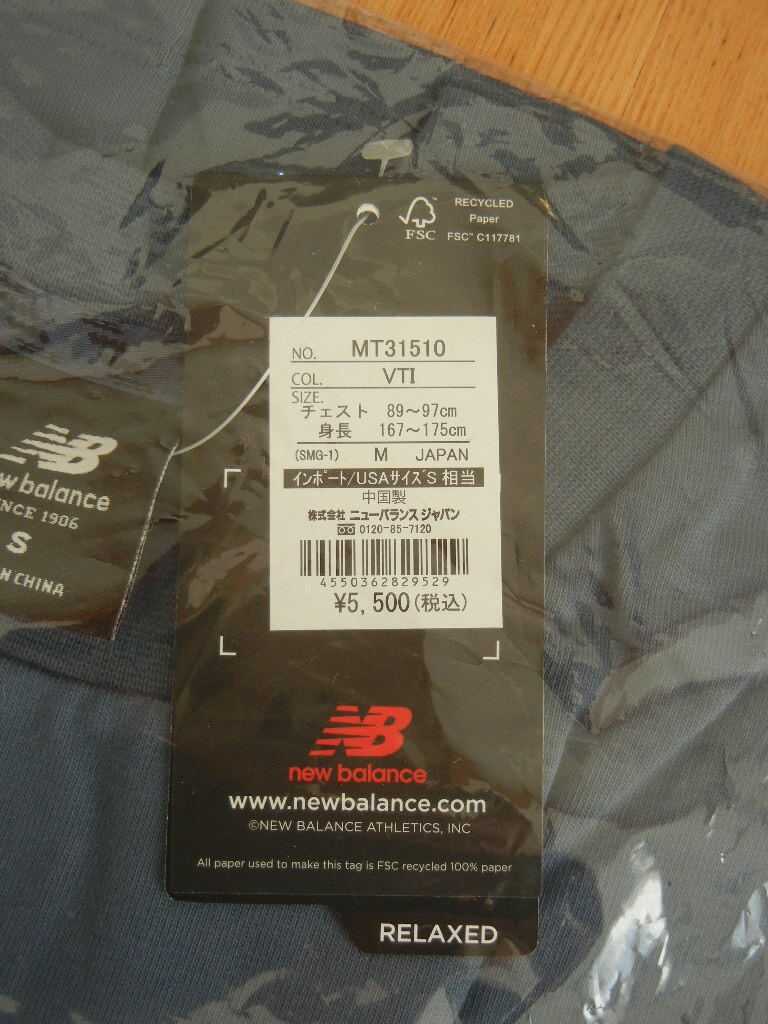 RECYCLED
Paper
FSC
FSC™ C117781
NO. MT31510
COL. VTI
SIZE.
チェスト 89～97cm
身長 167～175cm
(SMG-1) M JAPAN
インポート/USAサイズS 相当
中国製
株式会社 ニューバランス ジャパン
0120-85-7120
4550362829529
¥5,500(税込)
w balance
INCE 1906
S
N CHINA
NB
new balance
www.newbalance.com
©NEW BALANCE ATHLETICS, INC
All paper used to make this tag is FSC recycled 100% paper
RELAXED